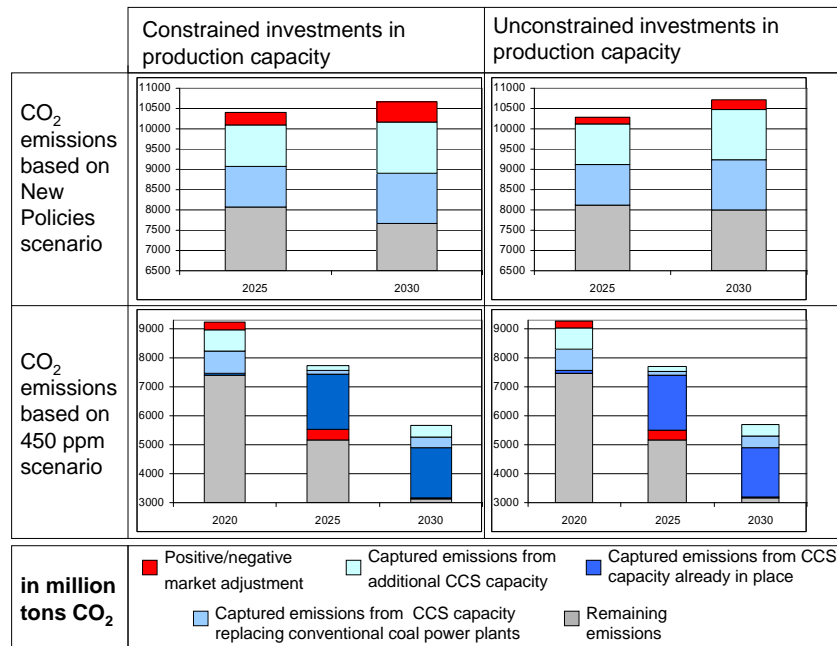 Constrained investments in
production capacity
Unconstrained investments in
production capacity
CO2
emissions
based on
New
Policies
scenario
11000
10500
10000
9500
9000
8500
8000
7500
7000
6500
2025
2030
11000
10500
10000
9500
9000
8500
8000
7500
7000
6500
2025
2030
CO2
emissions
based on
450 ppm
scenario
9000
8000
7000
6000
5000
4000
3000
2020
2025
2030
9000
8000
7000
6000
5000
4000
3000
2020
2025
2030
in million
tons CO2
Positive/negative
market adjustment
Captured emissions from
additional CCS capacity
Captured emissions from CCS
capacity already in place
Captured emissions from CCS capacity
replacing conventional coal power plants
Remaining
emissions